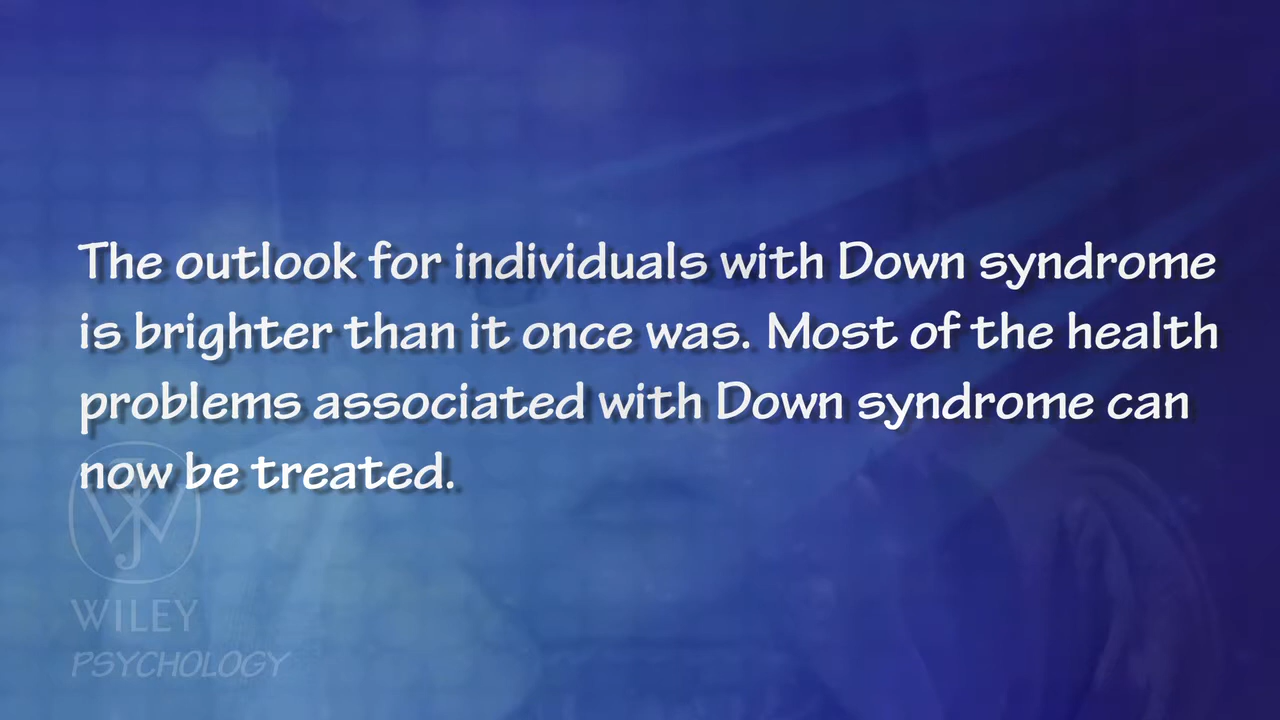 The outlook for individuals with Down syndrome
is brighter than it once was. Most of the health
problems associated with Down syndrome can
now be treated.
WILEY
PSYCHOLOGY